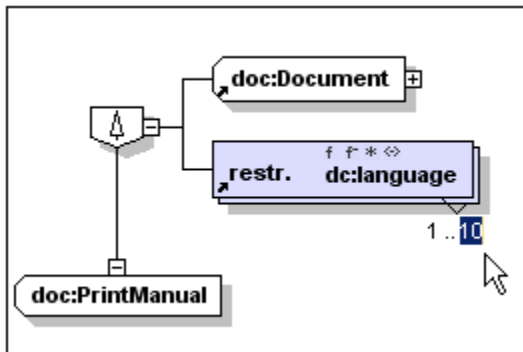 doc:Document
f f⁻ * <>
restr. dc:language
1 ..10
doc:PrintManual